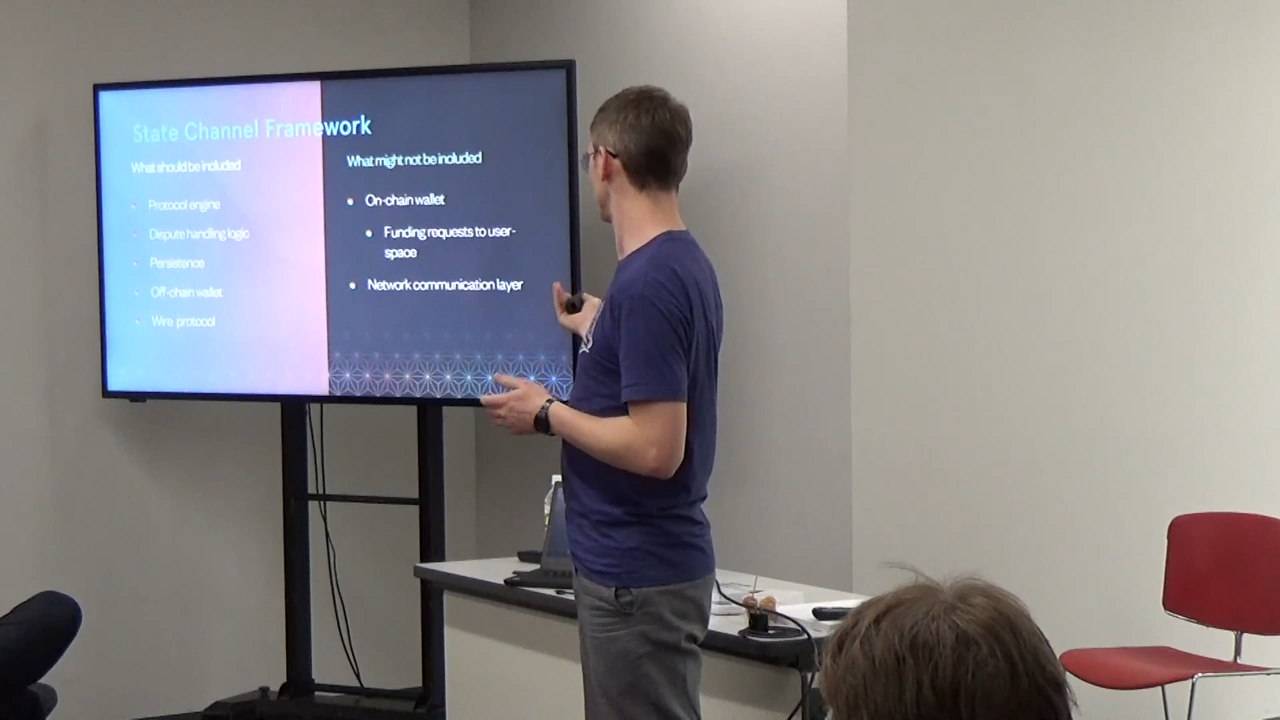 State Channel Framework
What should be included
Protocol engine
Dispute handling logic
Persistence
Off-chain wallet
Wire protocol
What might not be included
On-chain wallet
Funding requests to user-
space
Network communication layer